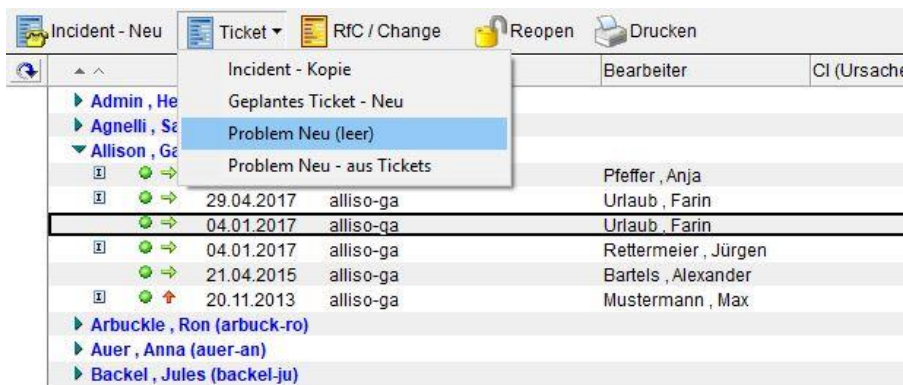 Incident - Neu Ticket RfC / Change Reopen Drucken
Bearbeiter CI (Ursache
Incident - Kopie
Geplantes Ticket - Neu
Problem Neu (leer)
Problem Neu - aus Tickets
Admin , He
Agnelli , Sa
Allison , Ga
Pfeffer , Anja
29.04.2017 alliso-ga Urlaub , Farin
04.01.2017 alliso-ga Urlaub , Farin
04.01.2017 alliso-ga Rettermeier , Jürgen
21.04.2015 alliso-ga Bartels , Alexander
20.11.2013 alliso-ga Mustermann , Max
Arbuckle , Ron (arbuck-ro)
Auer , Anna (auer-an)
Backel , Jules (backel-ju)